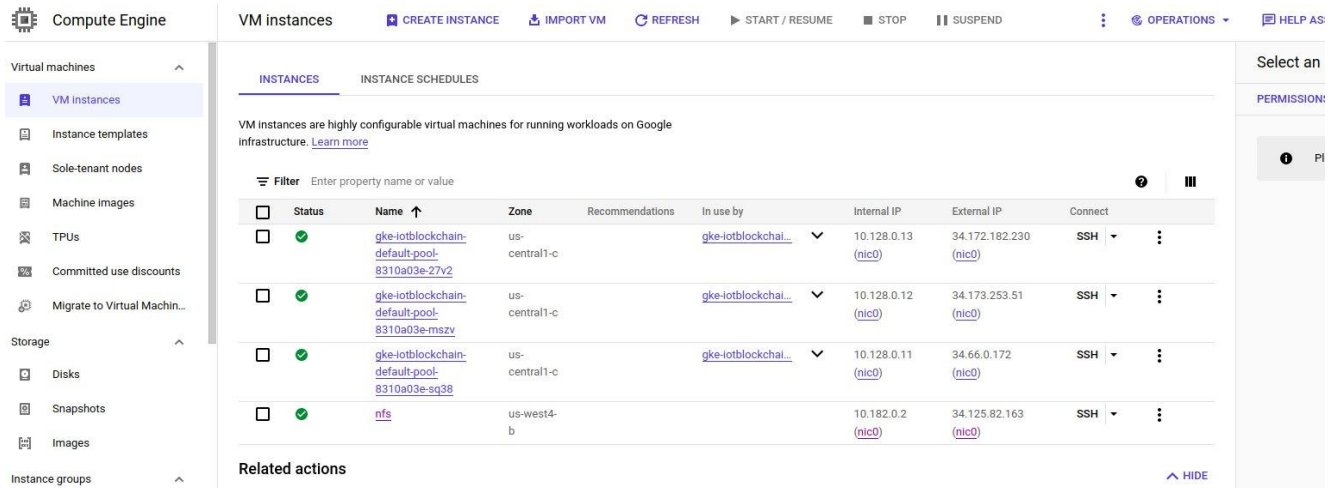 Compute Engine
VM instances
CREATE INSTANCE
IMPORT VM
REFRESH
START / RESUME
STOP
SUSPEND
OPERATIONS
HELP ASS
Virtual machines
VM instances
Instance templates
Sole-tenant nodes
Machine images
TPUs
Committed use discounts
Migrate to Virtual Machin...
Storage
Disks
Snapshots
Images
Instance groups
INSTANCES INSTANCE SCHEDULES
VM instances are highly configurable virtual machines for running workloads on Google
infrastructure. Learn more
Filter Enter property name or value
Status Name Zone Recommendations In use by Internal IP External IP Connect
gke-iotblockchain- us- gke-iotblockchai... 10.128.0.13 34.172.182.230 SSH
default-pool- central1-c (nic0) (nic0)
8310a03e-27v2
gke-iotblockchain- us- gke-iotblockchai... 10.128.0.12 34.173.253.51 SSH
default-pool- central1-c (nic0) (nic0)
8310a03e-mszv
gke-iotblockchain- us- gke-iotblockchai... 10.128.0.11 34.66.0.172 SSH
default-pool- central1-c (nic0) (nic0)
8310a03e-sq38
nfs us-west4- 10.182.0.2 34.125.82.163 SSH
b (nic0) (nic0)
Related actions
HIDE
Select an
PERMISSIONS
Pl